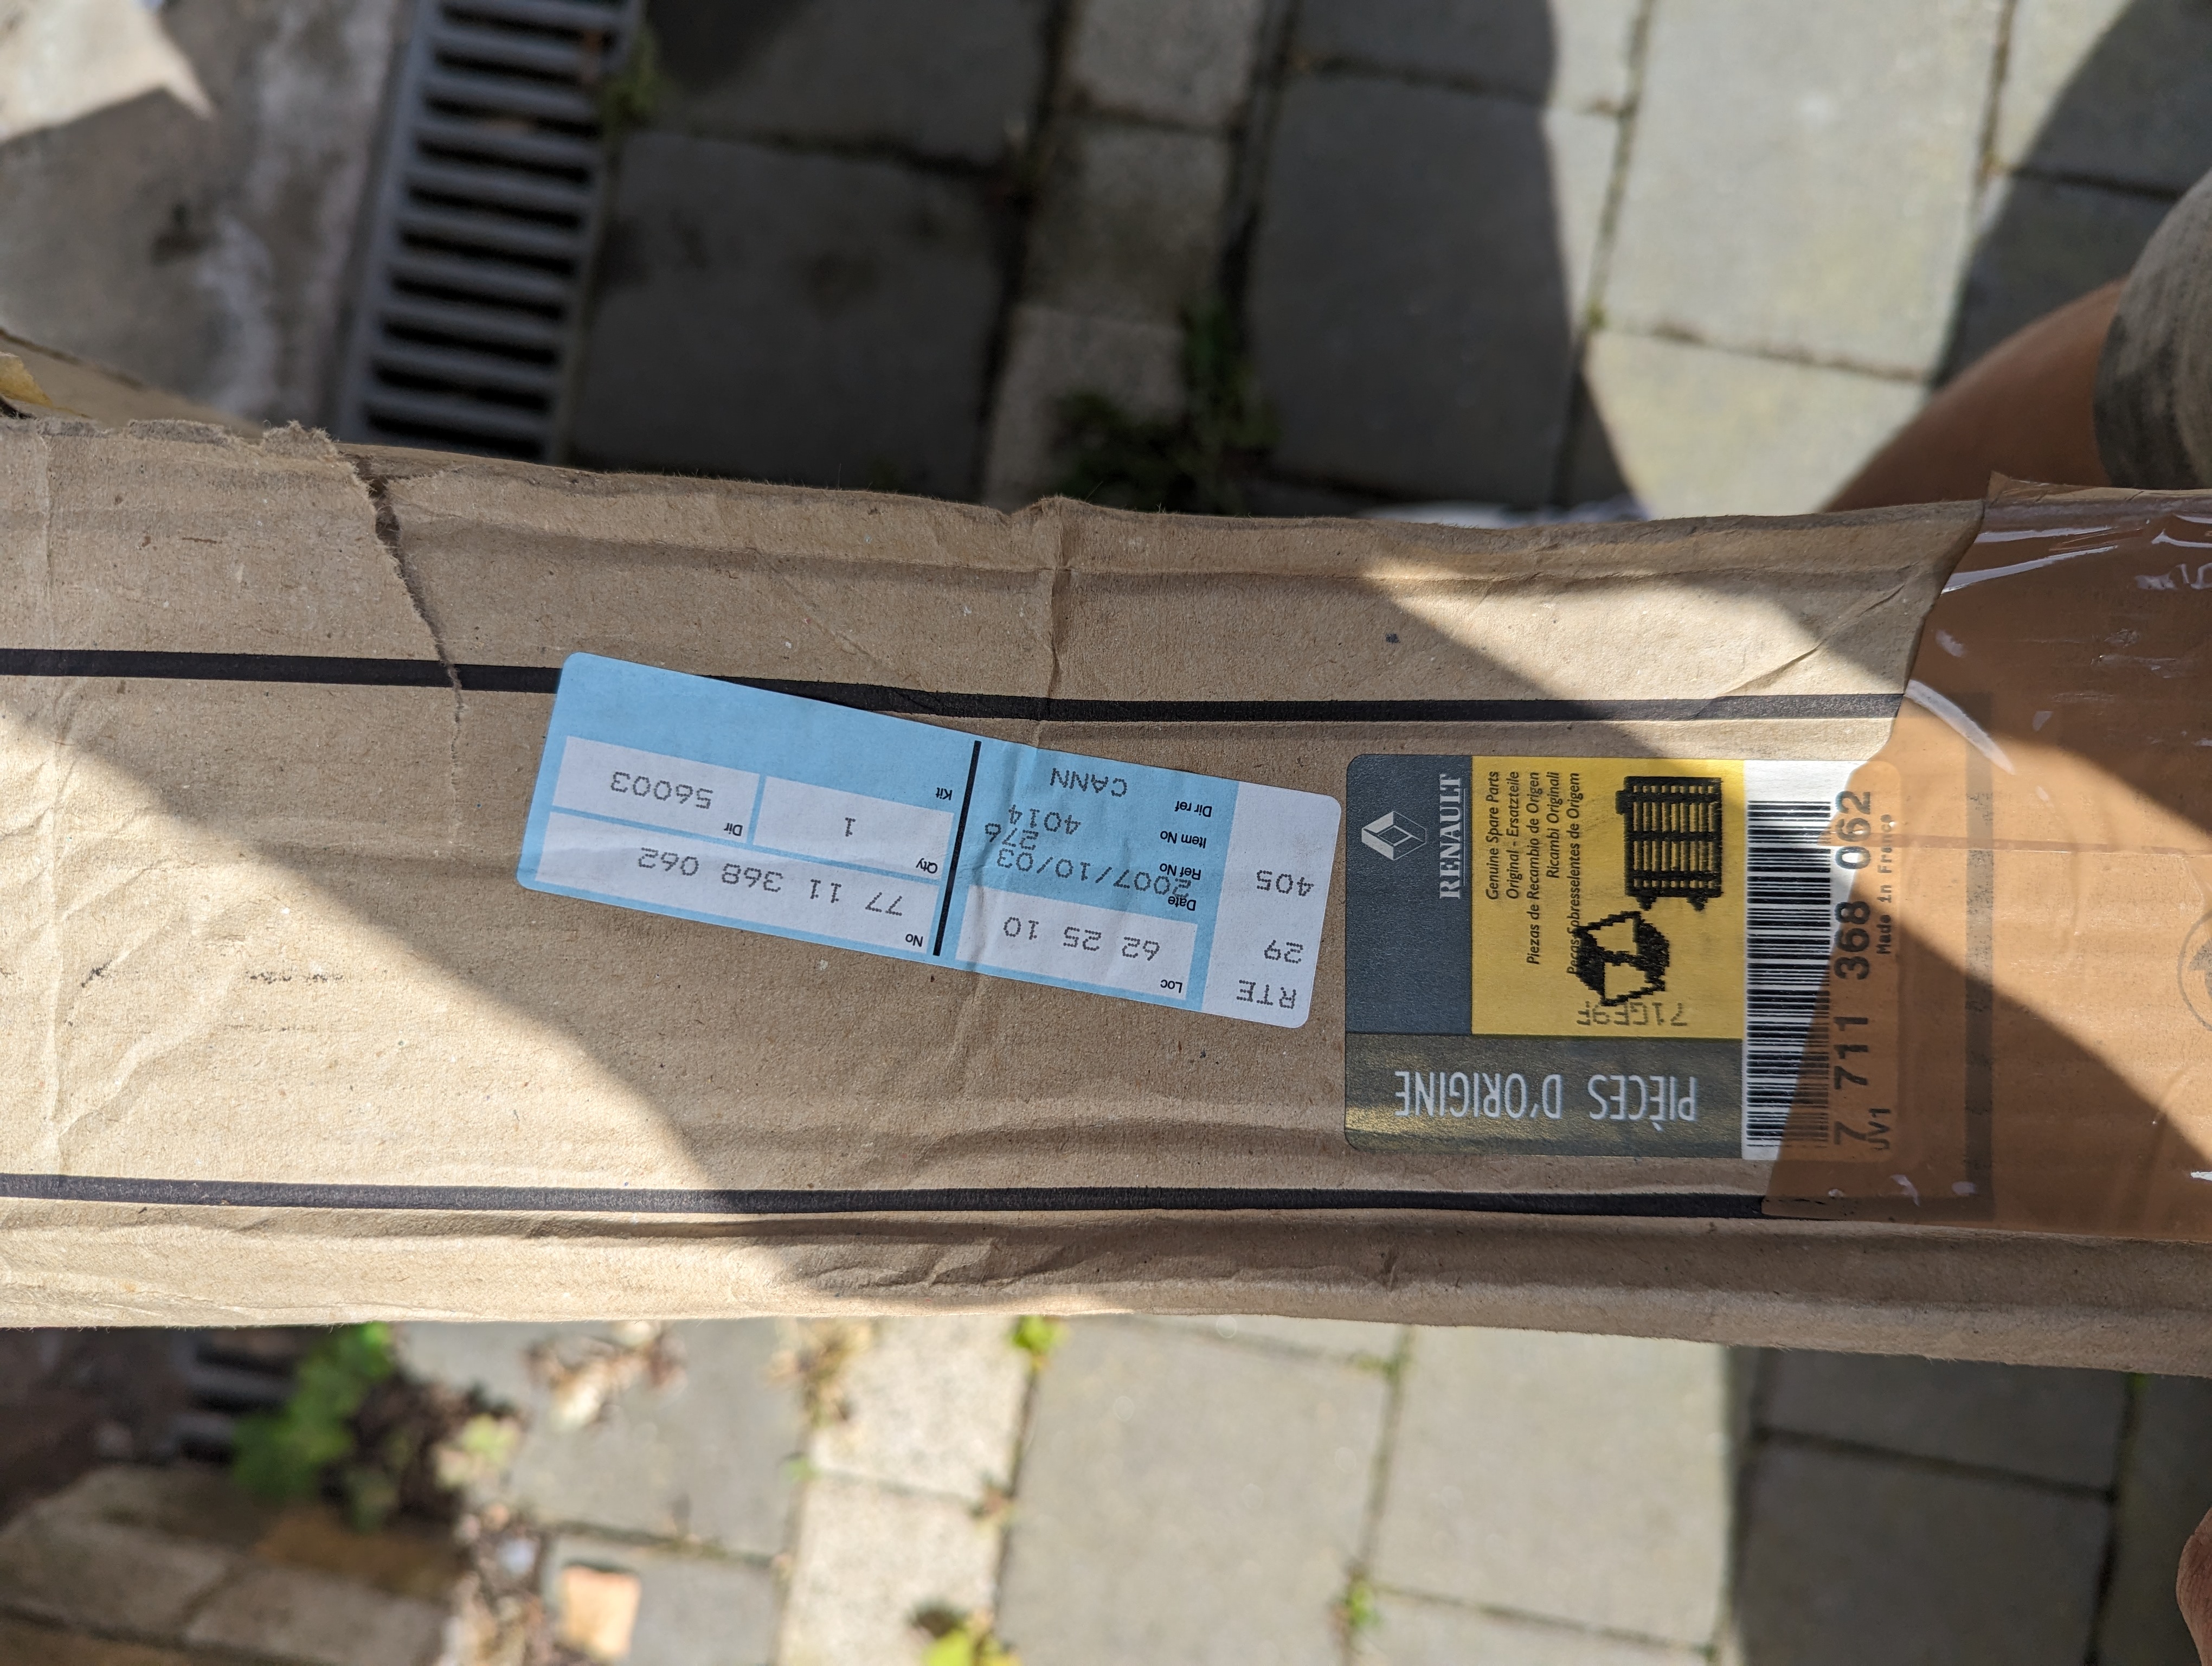 RTE 29 405
Loc
62 25 10
Date
2007/10/03
Ref No
276
Item No
4014
Dir ref
CANN
No
77 11 368 062
Qty
1
Dir
56003
Kit
PIÈCES D'ORIGINE
RENAULT
Genuine Spare Parts
Original - Ersatzteile
Piezas de Recambio de Origen
Ricambi Originali
Peças Sobresselentes de Origem
7 711 368 062
JV1 Made in France